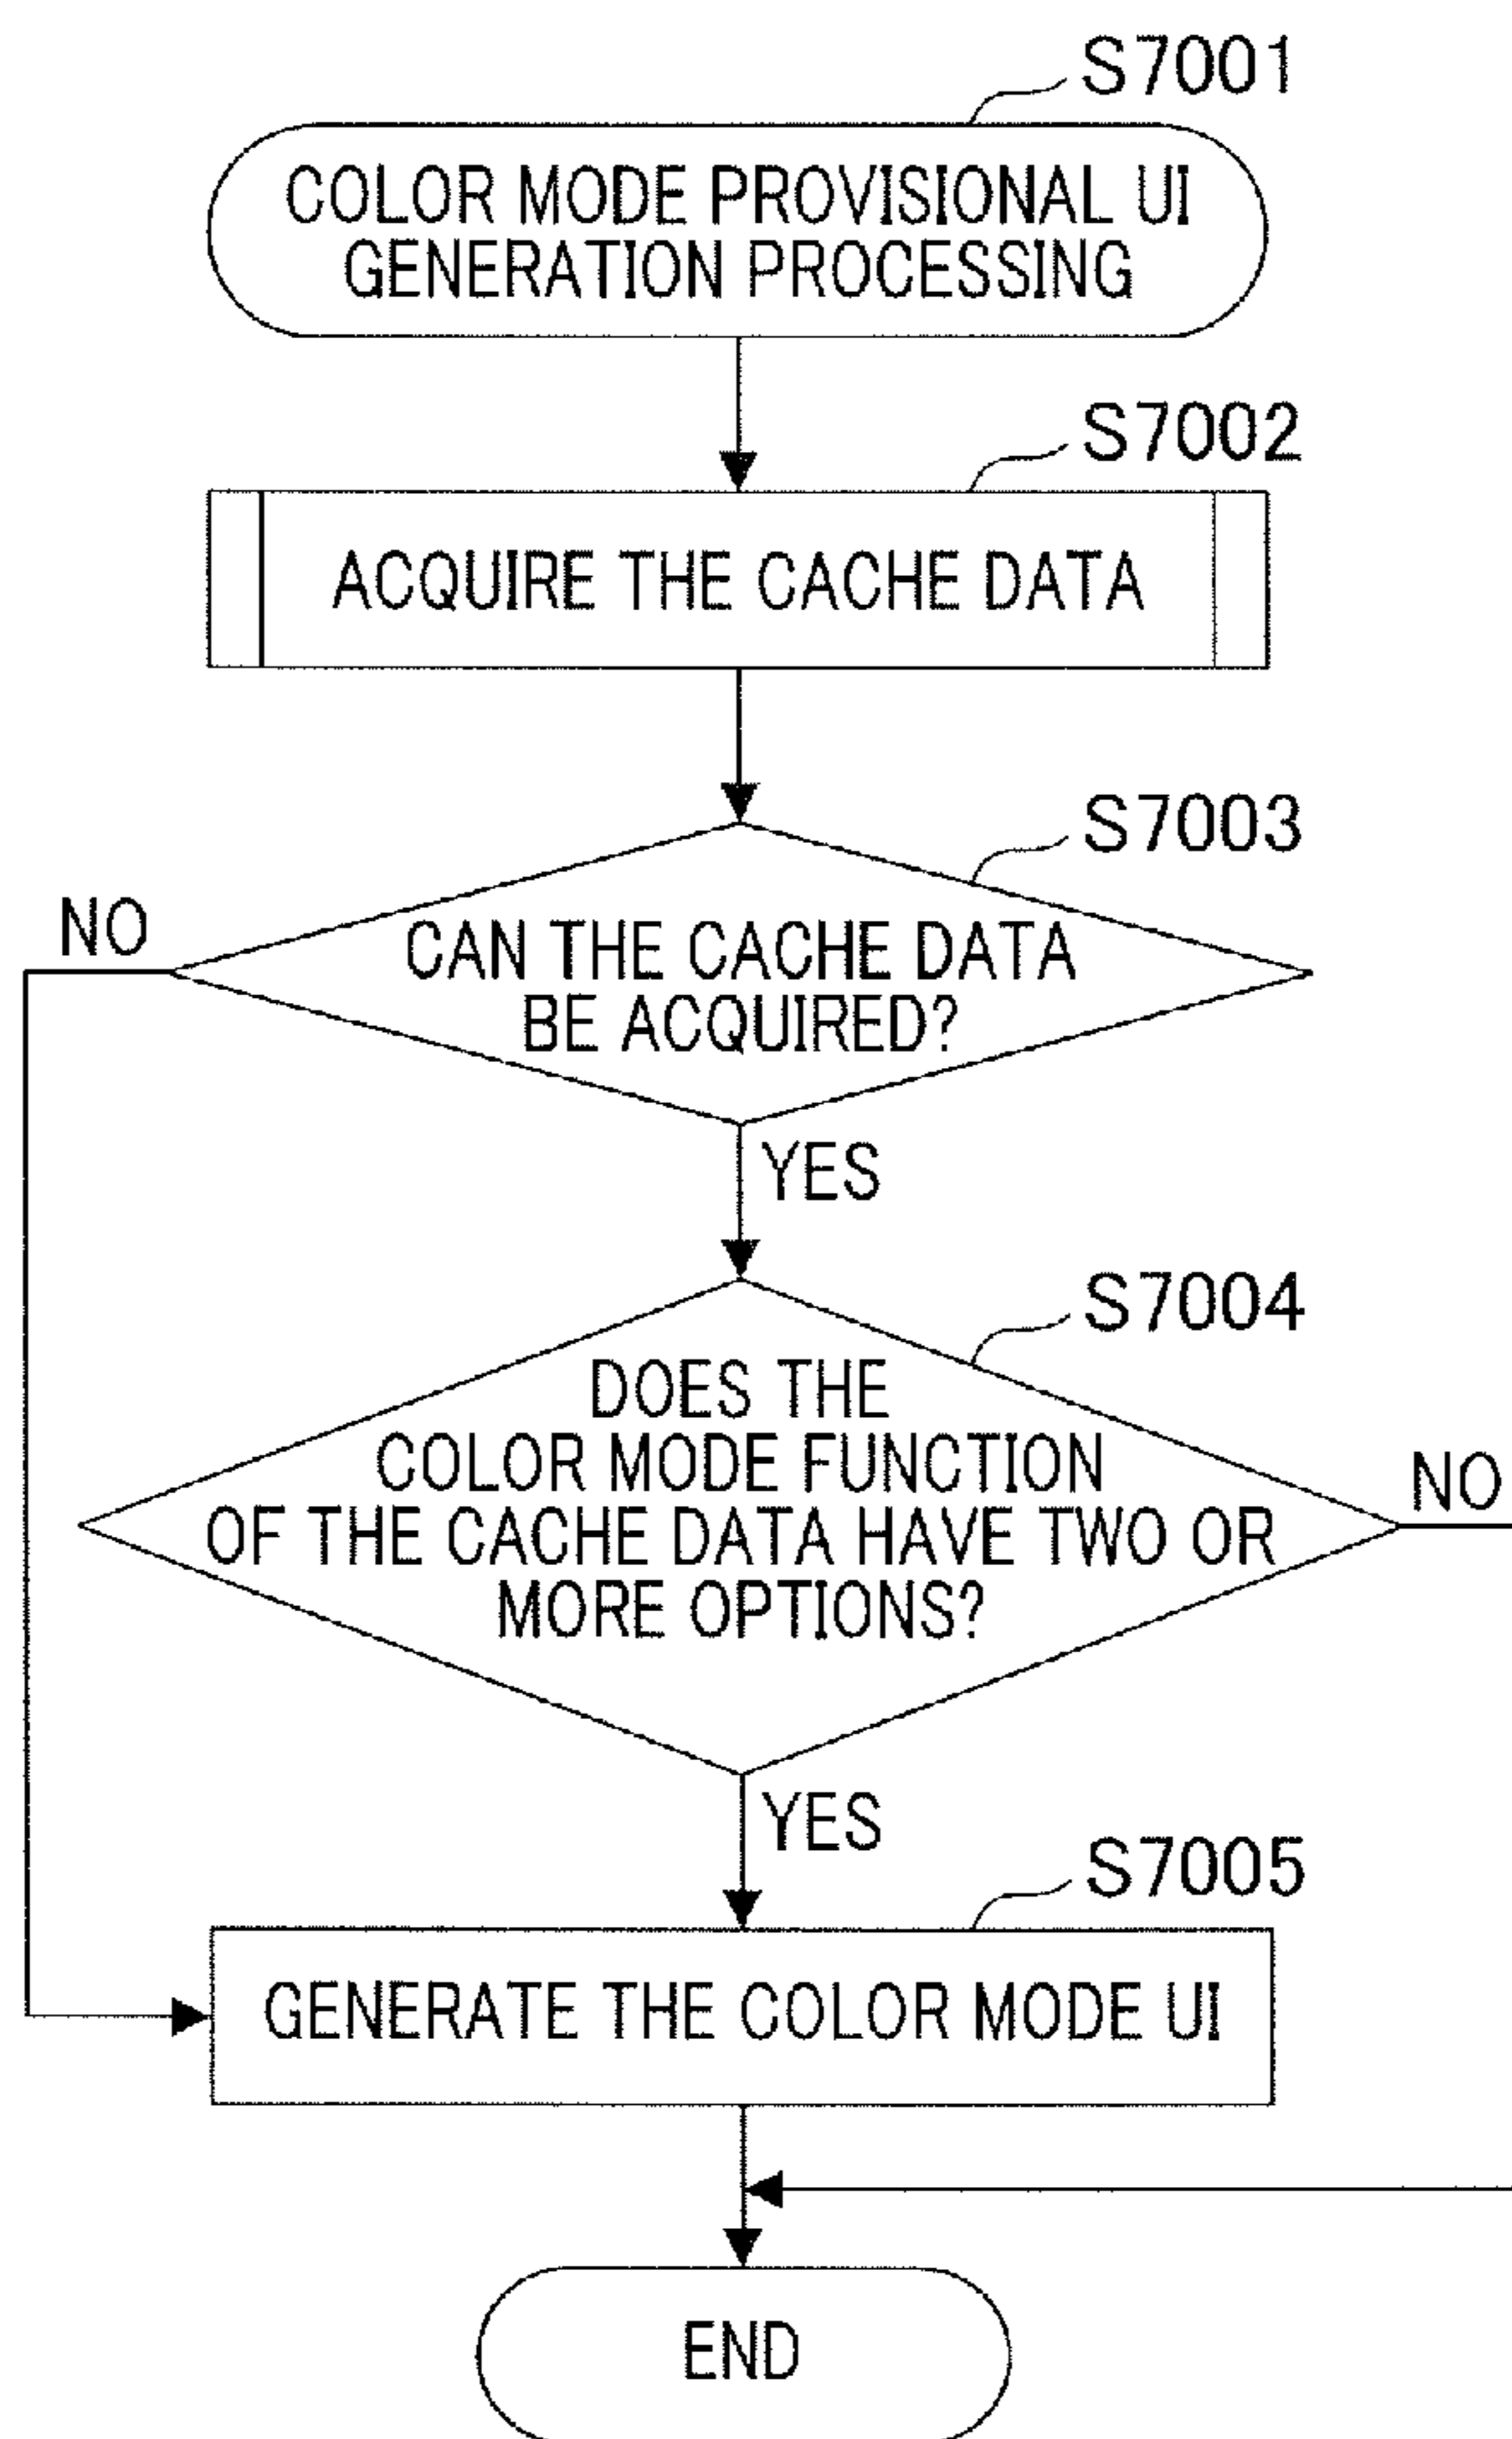 S7001
COLOR MODE PROVISIONAL UI
GENERATION PROCESSING
S7002
ACQUIRE THE CACHE DATA
S7003
NO
CAN THE CACHE DATA
BE ACQUIRED?
YES
S7004
DOES THE
COLOR MODE FUNCTION
OF THE CACHE DATA HAVE TWO OR
MORE OPTIONS?
NO
YES
S7005
GENERATE THE COLOR MODE UI
END